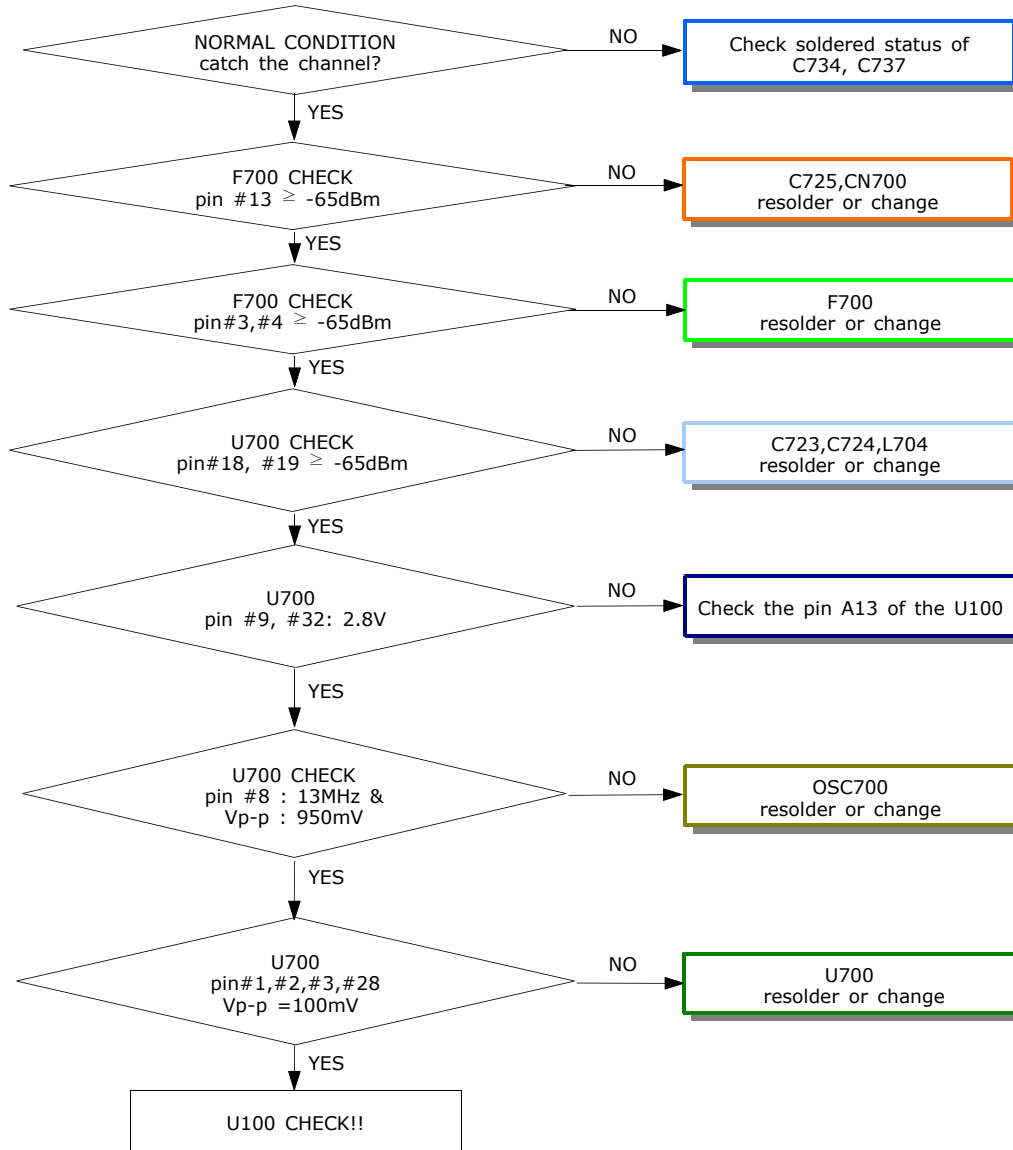 NORMAL CONDITION
catch the channel?
NO
Check soldered status of
C734, C737
YES
F700 CHECK
pin #13 ≥ -65dBm
NO
C725,CN700
resolder or change
YES
F700 CHECK
pin#3,#4 ≥ -65dBm
NO
F700
resolder or change
YES
U700 CHECK
pin#18, #19 ≥ -65dBm
NO
C723,C724,L704
resolder or change
YES
U700
pin #9, #32: 2.8V
NO
Check the pin A13 of the U100
YES
U700 CHECK
pin #8 : 13MHz &
Vp-p : 950mV
NO
OSC700
resolder or change
YES
U700
pin#1,#2,#3,#28
Vp-p =100mV
NO
U700
resolder or change
YES
U100 CHECK!!